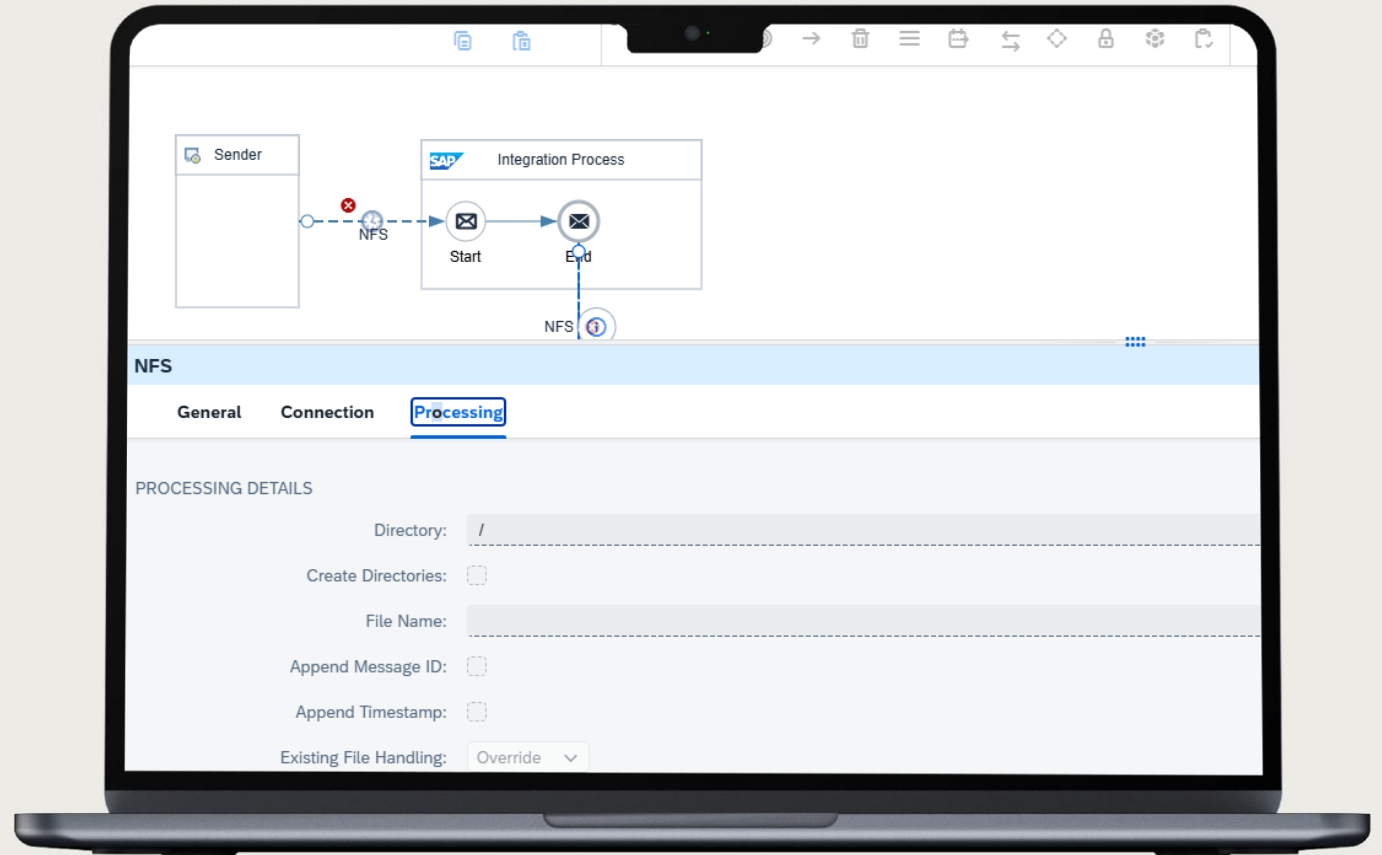 Sender
SAP Integration Process
NFS
Start
End
NFS
NFS
General Connection Processing
PROCESSING DETAILS
Directory: /
Create Directories:
File Name:
Append Message ID:
Append Timestamp:
Existing File Handling: Override